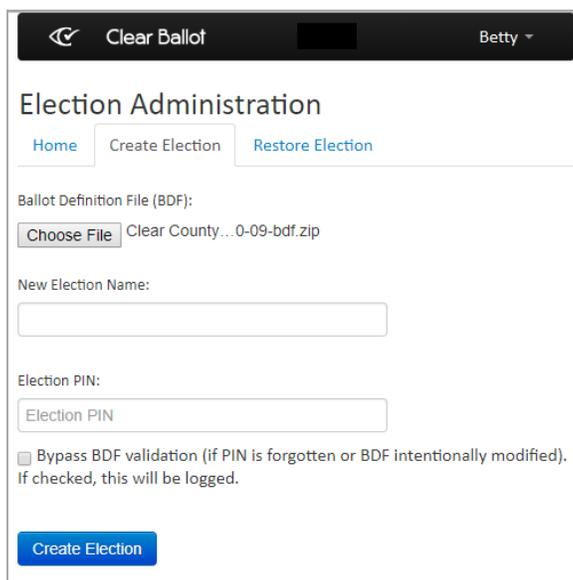 Clear Ballot Betty
Election Administration
Home Create Election Restore Election
Ballot Definition File (BDF):
Choose File Clear County...0-09-bdf.zip
New Election Name:
Election PIN:
Election PIN
Bypass BDF validation (if PIN is forgotten or BDF intentionally modified).
If checked, this will be logged.
Create Election